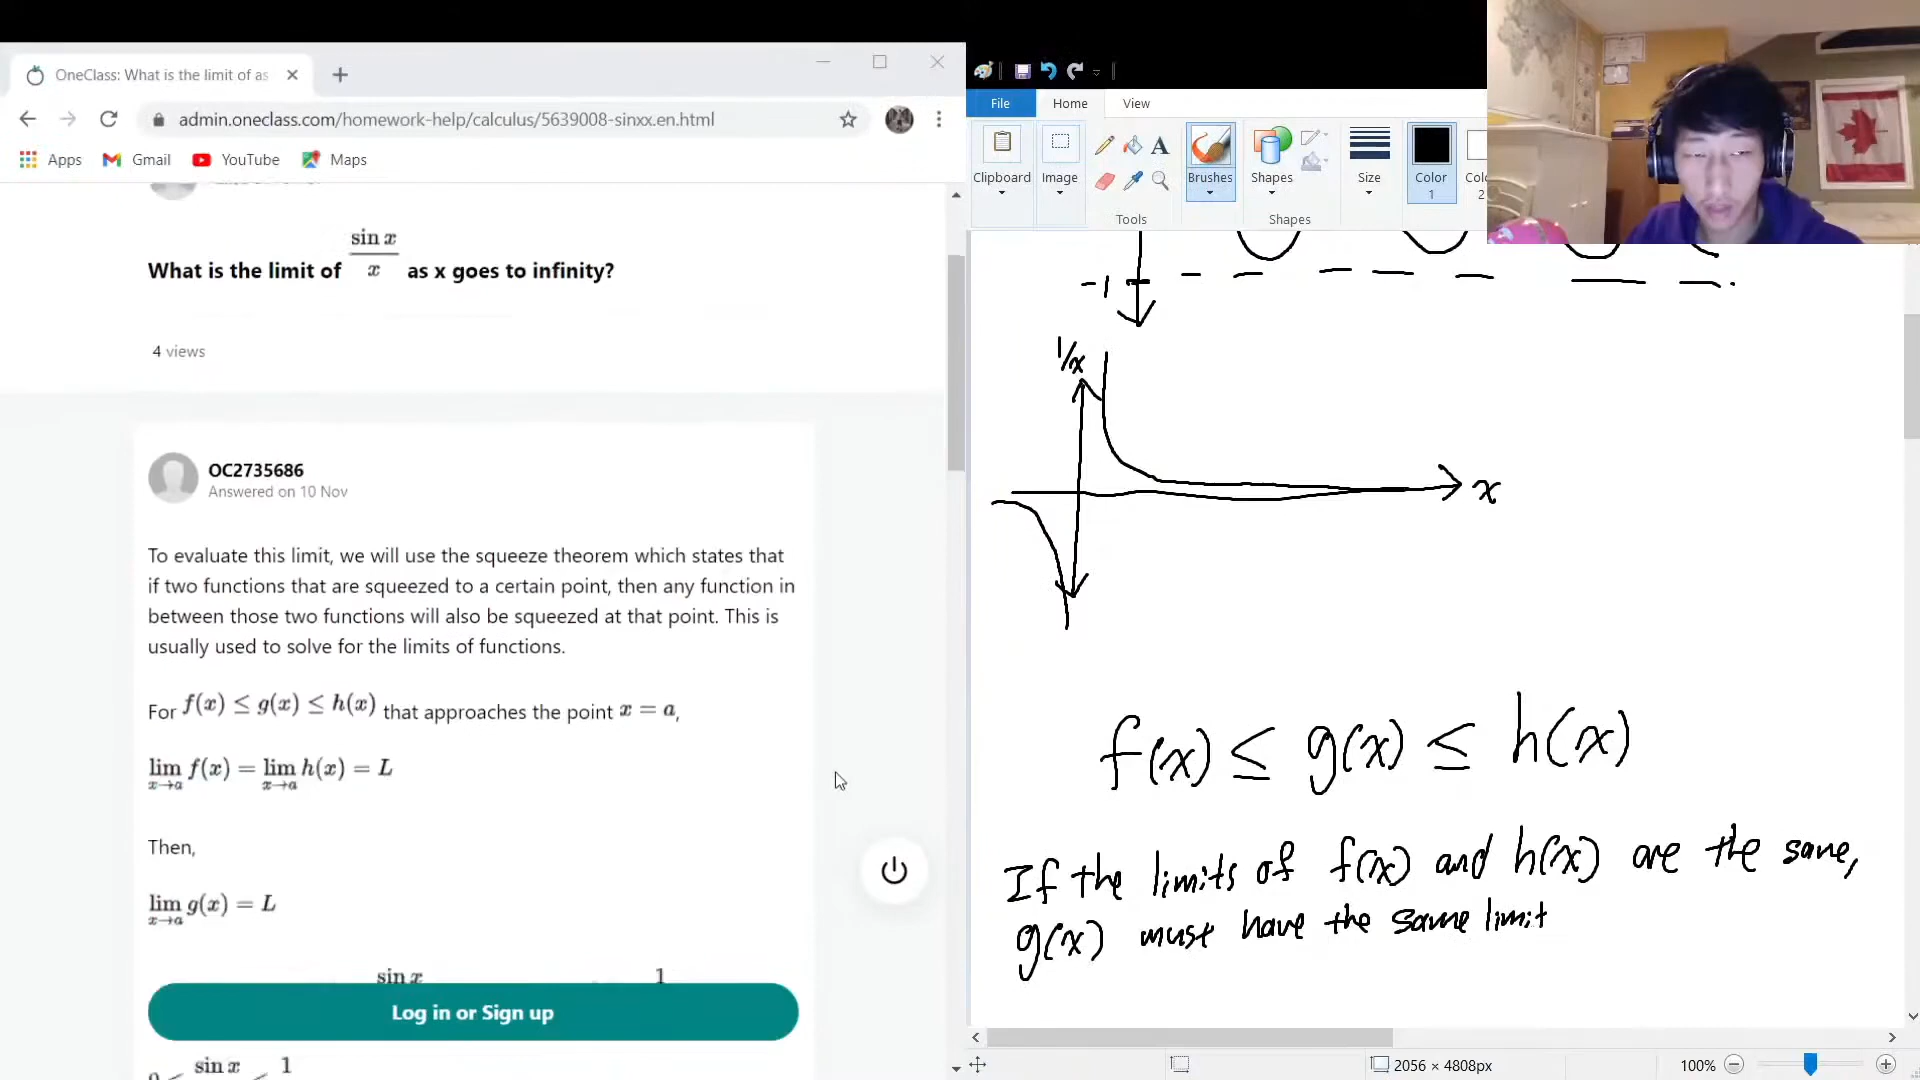 OneClass: What is the limit of as
admin.oneclass.com/homework-help/calculus/5639008-sinxx.en.html
Apps Gmail YouTube Maps
What is the limit of sin x / x as x goes to infinity?
4 views
OC2735686
Answered on 10 Nov
To evaluate this limit, we will use the squeeze theorem which states that
if two functions that are squeezed to a certain point, then any function in
between those two functions will also be squeezed at that point. This is
usually used to solve for the limits of functions.
For f(x) ≤ g(x) ≤ h(x) that approaches the point x = a,
lim x→a f(x) = lim x→a h(x) = L
Then,
lim x→a g(x) = L
sin x 1
Log in or Sign up
sin x 1
File Home View
Clipboard Image Brushes Shapes Size Color 1
2
Tools Shapes
-1
1/x
x
f(x) ≤ g(x) ≤ h(x)
If the limits of f(x) and h(x) are the same,
g(x) must have the same limit
2056 × 4808px 100%